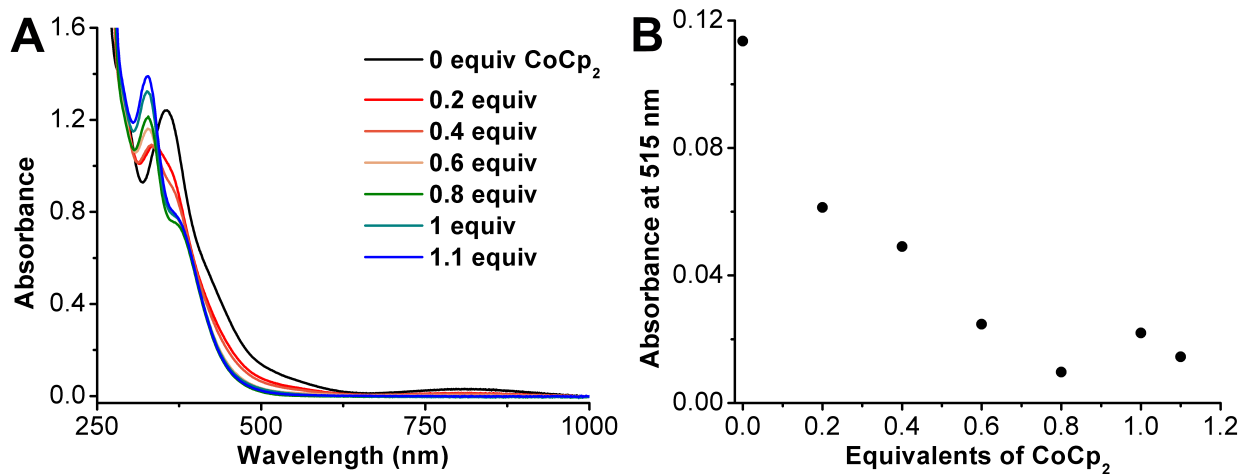 A
1.6
1.2
0.8
0.4
0.0
Absorbance
250
500
750
1000
Wavelength (nm)
0 equiv CoCp2
0.2 equiv
0.4 equiv
0.6 equiv
0.8 equiv
1 equiv
1.1 equiv
B
0.12
0.08
0.04
0.00
Absorbance at 515 nm
0.0
0.2
0.4
0.6
0.8
1.0
1.2
Equivalents of CoCp2